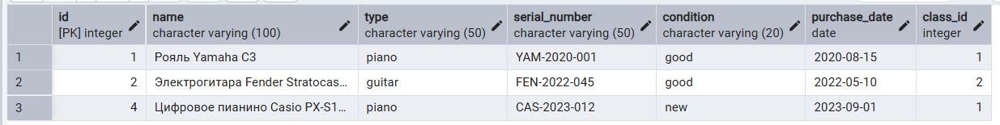 id name type serial_number condition purchase_date class_id
[PK] integer character varying (100) character varying (50) character varying (50) character varying (20) date integer
1 1 Рояль Yamaha C3 piano YAM-2020-001 good 2020-08-15 1
2 2 Электрогитара Fender Stratocas... guitar FEN-2022-045 good 2022-05-10 2
3 4 Цифровое пианино Casio PX-S1... piano CAS-2023-012 new 2023-09-01 1